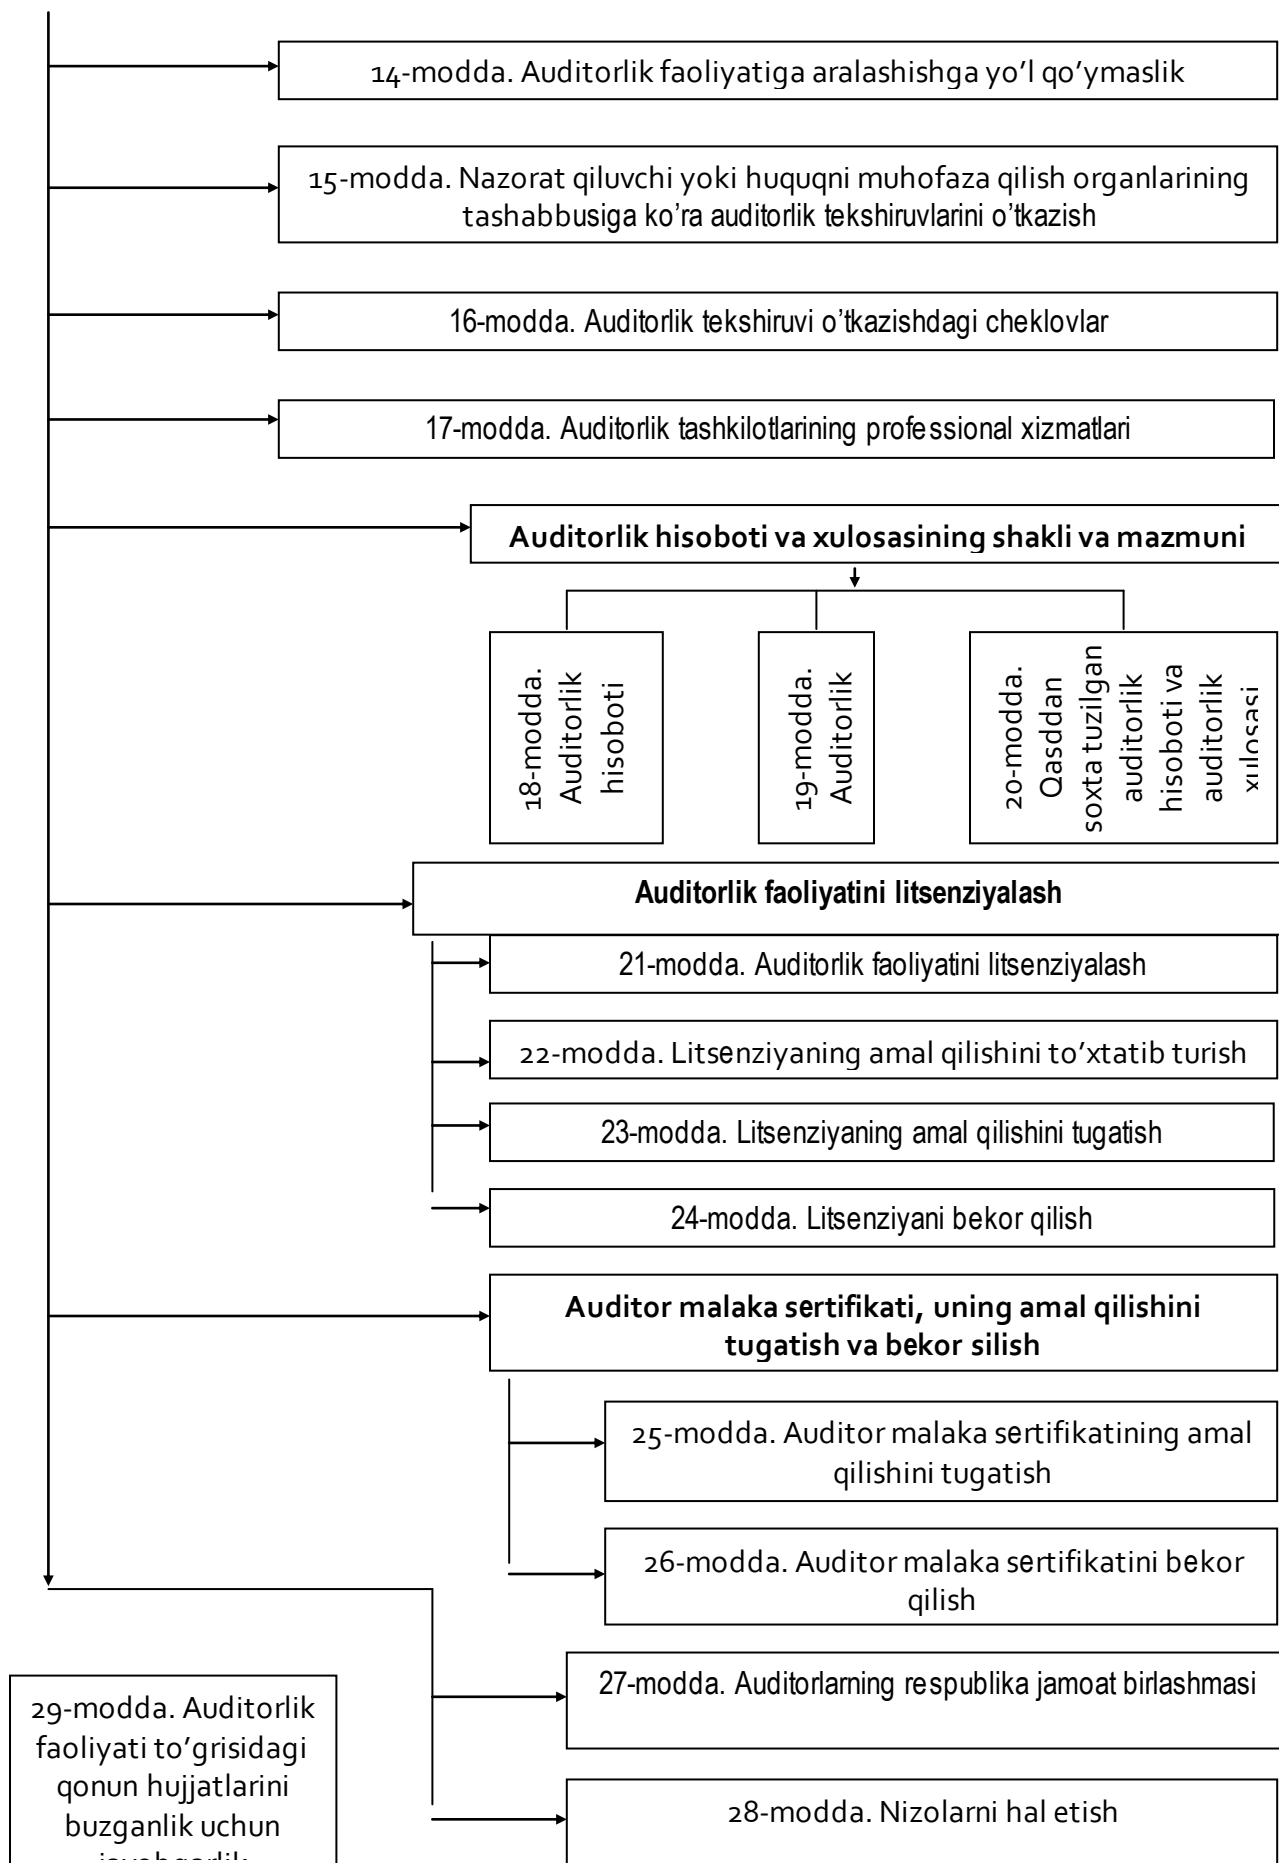 14-modda. Auditorlik faoliyatiga aralashishga yo’l qo’ymaslik
15-modda. Nazorat qiluvchi yoki huquqni muhofaza qilish organlarining
tashabbusiga ko’ra auditorlik tekshiruvlarini o’tkazish
16-modda. Auditorlik tekshiruvi o’tkazishdagi cheklovlar
17-modda. Auditorlik tashkilotlarining professional xizmatlari
Auditorlik hisoboti va xulosasining shakli va mazmuni
18-modda.
Auditorlik
hisoboti
19-modda.
Auditorlik
20-modda.
Qasddan
soxta tuzilgan
auditorlik
hisoboti va
auditorlik
xulosasi
Auditorlik faoliyatini litsenziyalash
21-modda. Auditorlik faoliyatini litsenziyalash
22-modda. Litsenziyaning amal qilishini to’xtatib turish
23-modda. Litsenziyaning amal qilishini tugatish
24-modda. Litsenziyani bekor qilish
Auditor malaka sertifikati, uning amal qilishini
tugatish va bekor silish
25-modda. Auditor malaka sertifikatining amal
qilishini tugatish
26-modda. Auditor malaka sertifikatini bekor
qilish
27-modda. Auditorlarning respublika jamoat birlashmasi
28-modda. Nizolarni hal etish
29-modda. Auditorlik
faoliyati to’grisidagi
qonun hujjatlarini
buzganlik uchun